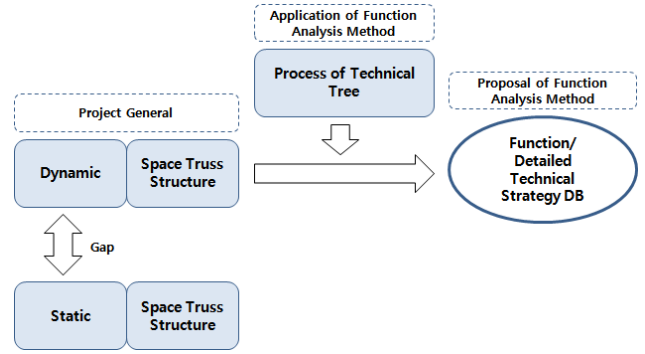 Application of Function
Analysis Method
Process of Technical
Tree
Proposal of Function
Analysis Method
Project General
Dynamic
Space Truss
Structure
Function/
Detailed
Technical
Strategy DB
Gap
Static
Space Truss
Structure